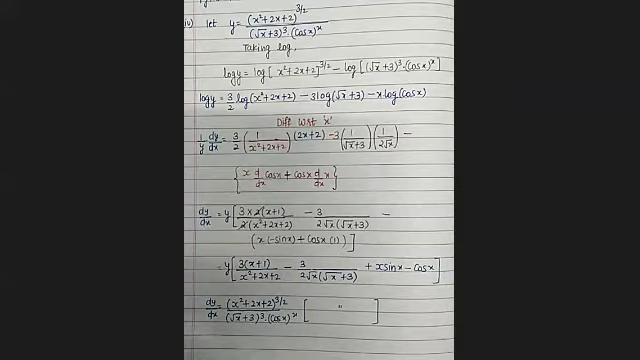 iv) let y = (x²+2x+2)^3/2 / (√x+3)³·(cosx)^x
Taking log,
logy = log[x²+2x+2]^3/2 − log[(√x+3)³·(cosx)^x]
logy = 3/2 log(x²+2x+2) − 3log(√x+3) − x log(cosx)
Diff wrt 'x'
1/y dy/dx = 3/2 (1/x²+2x+2)(2x+2) − 3(1/√x+3)(1/2√x) −
{x d/dx cosx + cosx d/dx x}
dy/dx = y[3×2(x+1)/2(x²+2x+2) − 3/2√x(√x+3) −
(x(−sinx) + cosx(1)]
= y[3(x+1)/x²+2x+2 − 3/2√x(√x+3) + xsinx − cosx]
dy/dx = (x²+2x+2)^3/2 / (√x+3)³·(cosx)^x [ " ]